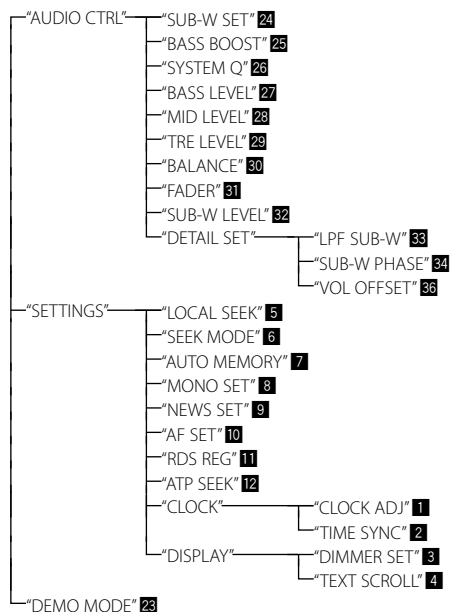 “AUDIO CTRL” “SUB-W SET” 24
“BASS BOOST” 25
“SYSTEM Q” 26
“BASS LEVEL” 27
“MID LEVEL” 28
“TRE LEVEL” 29
“BALANCE” 30
“FADER” 31
“SUB-W LEVEL” 32
“DETAIL SET” “LPF SUB-W” 33
“SUB-W PHASE” 34
“VOL OFFSET” 36
“SETTINGS” “LOCAL SEEK” 5
“SEEK MODE” 6
“AUTO MEMORY” 7
“MONO SET” 8
“NEWS SET” 9
“AF SET” 10
“RDS REG” 11
“ATP SEEK” 12
“CLOCK” “CLOCK ADJ” 1
“TIME SYNC” 2
“DISPLAY” “DIMMER SET” 3
“TEXT SCROLL” 4
“DEMO MODE” 23